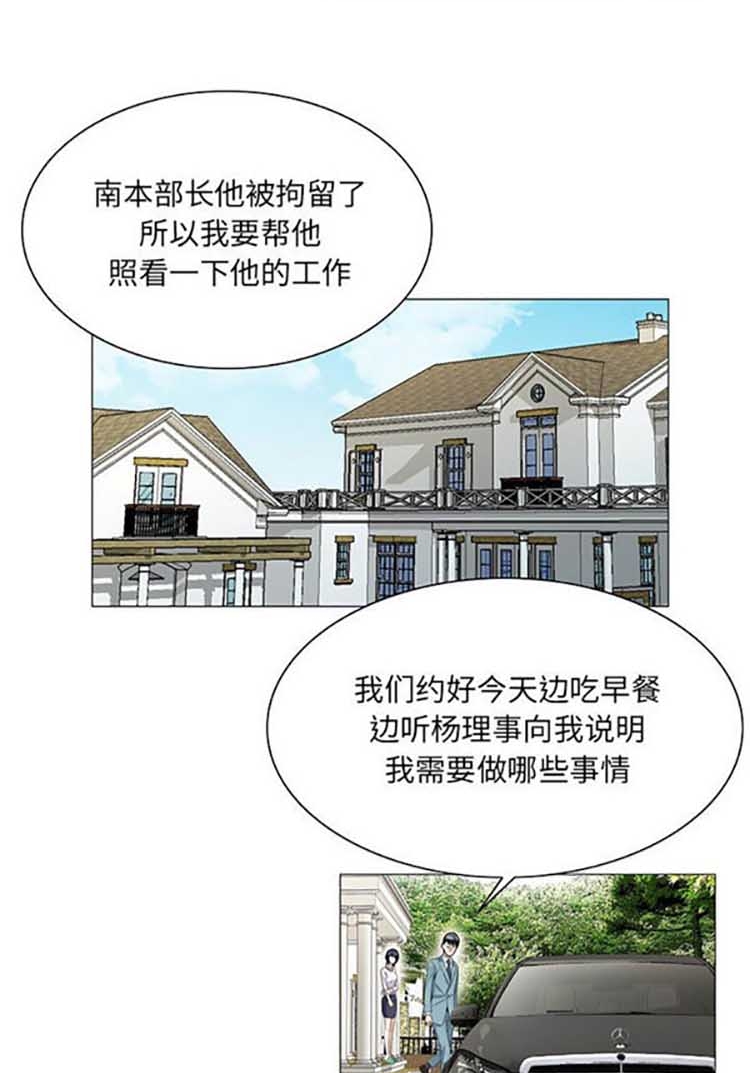 南本部长他被拘留了
所以我要帮他
照看一下他的工作
我们约好今天边吃早餐
边听杨理事向我说明
我需要做哪些事情